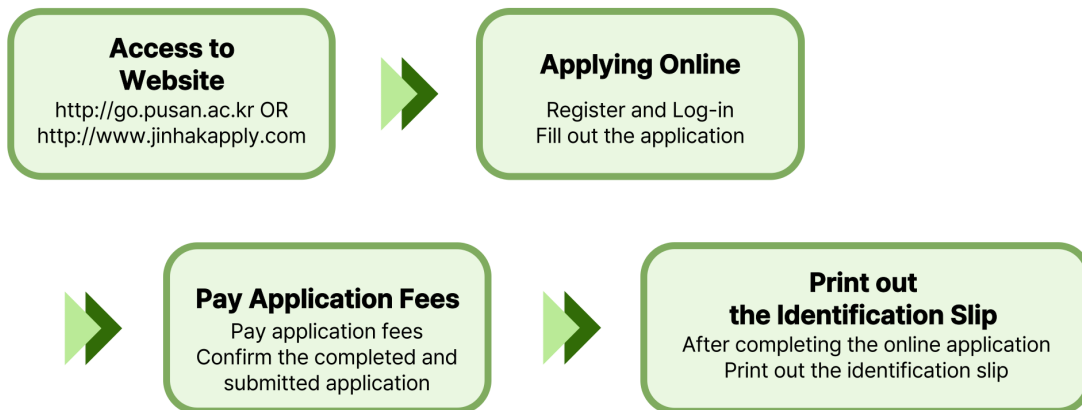 Access to
Website
http://go.pusan.ac.kr OR
http://www.jinhakapply.com
Applying Online
Register and Log-in
Fill out the application
Pay Application Fees
Pay application fees
Confirm the completed and
submitted application
Print out
the Identification Slip
After completing the online application
Print out the identification slip